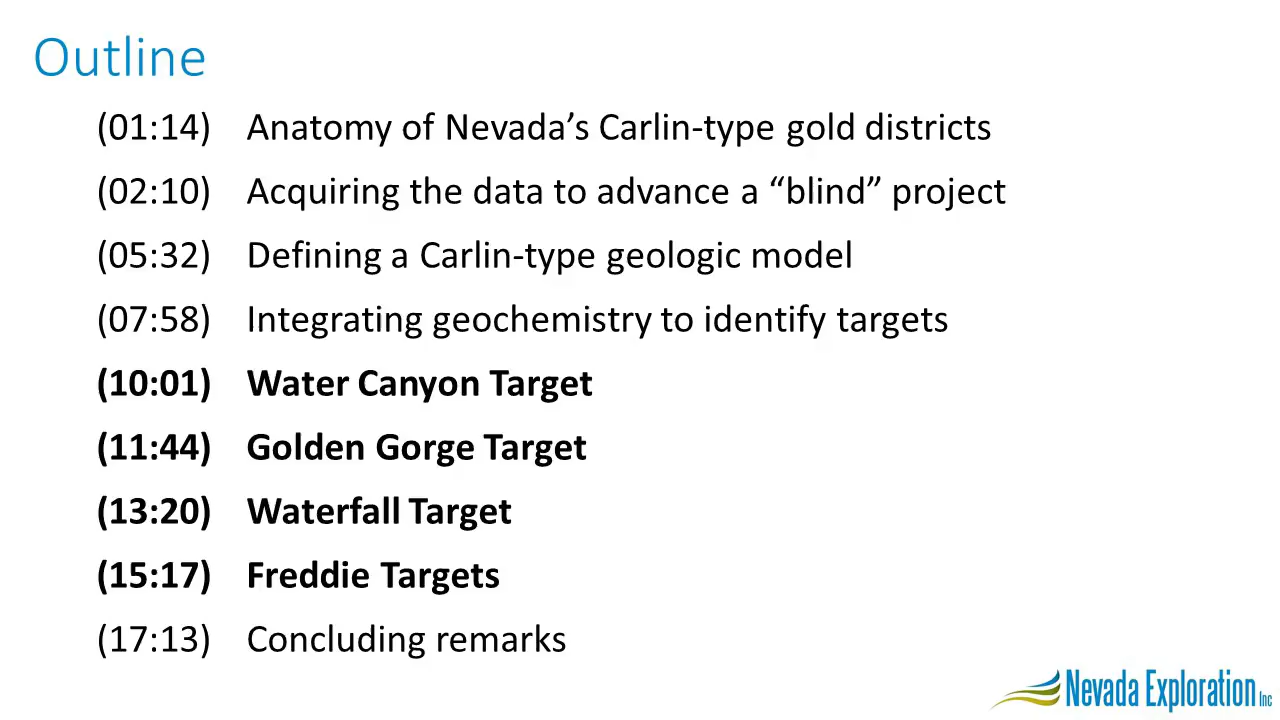 Outline
(01:14) Anatomy of Nevada’s Carlin-type gold districts
(02:10) Acquiring the data to advance a “blind” project
(05:32) Defining a Carlin-type geologic model
(07:58) Integrating geochemistry to identify targets
(10:01) Water Canyon Target
(11:44) Golden Gorge Target
(13:20) Waterfall Target
(15:17) Freddie Targets
(17:13) Concluding remarks
Nevada Exploration Inc